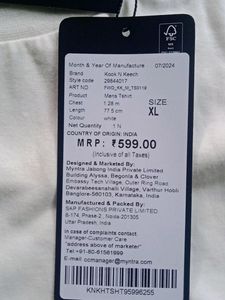 FSC
Month & Year Of Manufacture 07/2024
Brand Kook N Keech
Style code 29844017
ART NO FWD_KK_M_TS0119
Product Mens Tshirt
Chest 1.28 m
Length 77.5 cm
Colour white
Net Quantity 1 N
SIZE
XL
COUNTRY OF ORIGIN: INDIA
MRP: ₹599.00
(Inclusive of all Taxes)
Designed & Marketed By:
Myntra Jabong India Private Limited
Building Alyssa, Begonia & Clover
Embassy Tech Village, Outer Ring Road
Devarabeesanahalli Village, Varthur Hobli
Banglore-560103, Karnataka, India
Manufactured & Packed By:
SAP FASHIONS PRIVATE LIMITED
B-174, Phase 2, Noida 201305
Uttar Pradesh, India
In case of complaints contact:
Manager-Customer Care
"address above of marketer"
Tel: +91-80-61561999
E-mail id: ccmanager@myntra.com
KNKHTSHT95996255